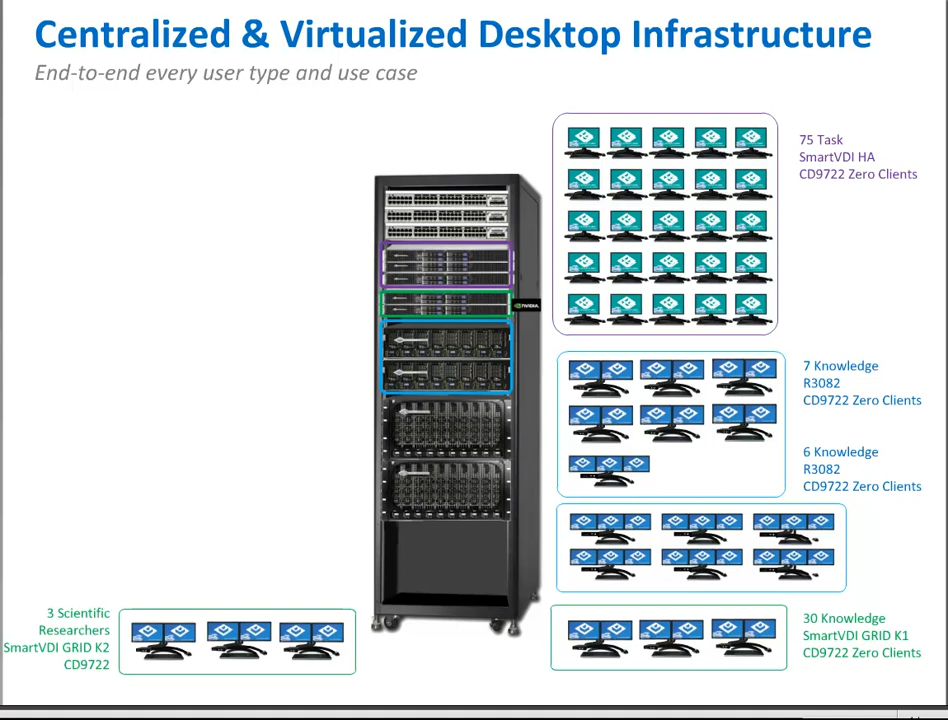 Centralized & Virtualized Desktop Infrastructure
End-to-end every user type and use case
75 Task
SmartVDI HA
CD9722 Zero Clients
NVIDIA
7 Knowledge
R3082
CD9722 Zero Clients
6 Knowledge
R3082
CD9722 Zero Clients
3 Scientific
Researchers
SmartVDI GRID K2
CD9722
30 Knowledge
SmartVDI GRID K1
CD9722 Zero Clients